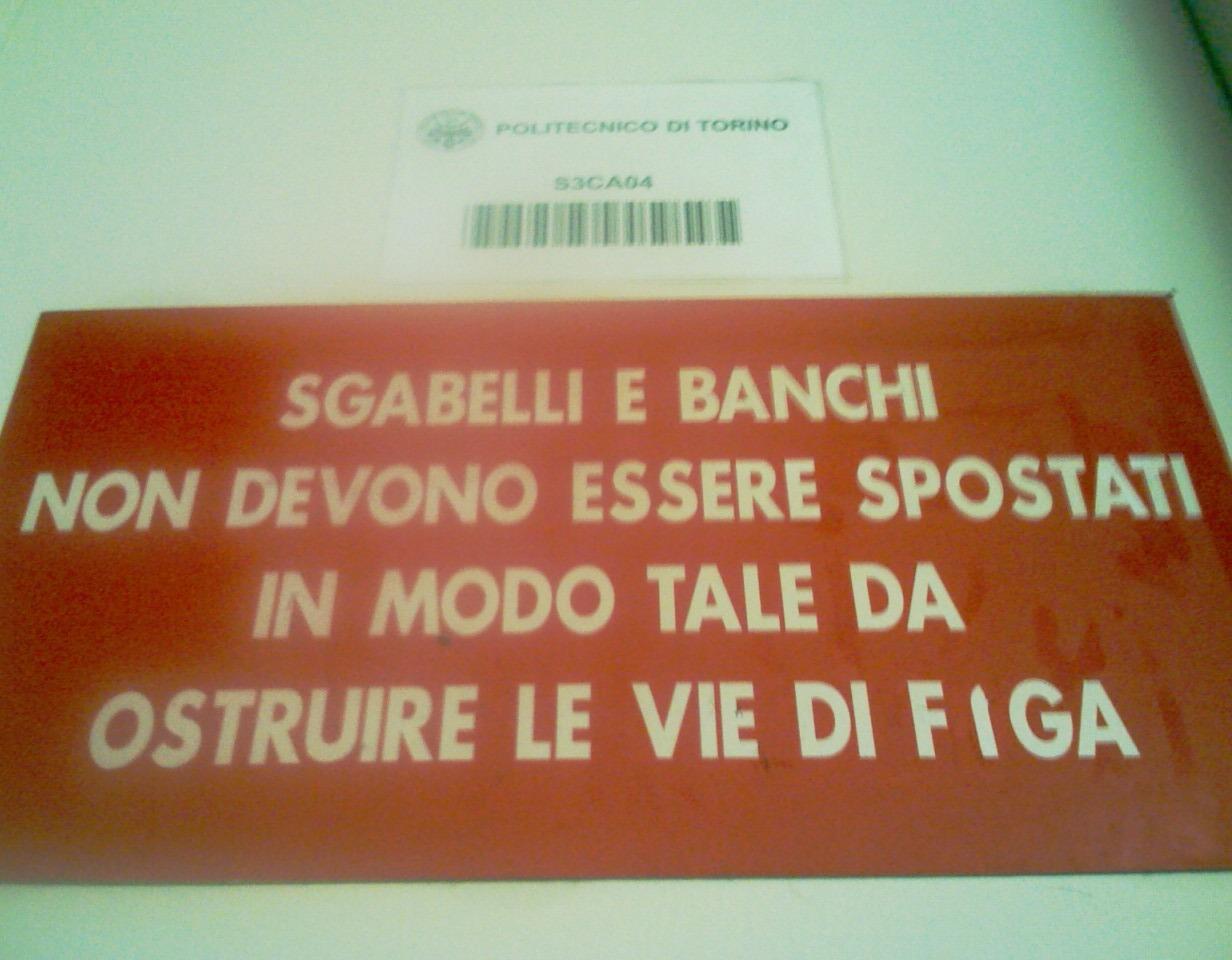 POLITECNICO DI TORINO
S3CA04
SGABELLI E BANCHI
NON DEVONO ESSERE SPOSTATI
IN MODO TALE DA
OSTRUIRE LE VIE DI FIGA